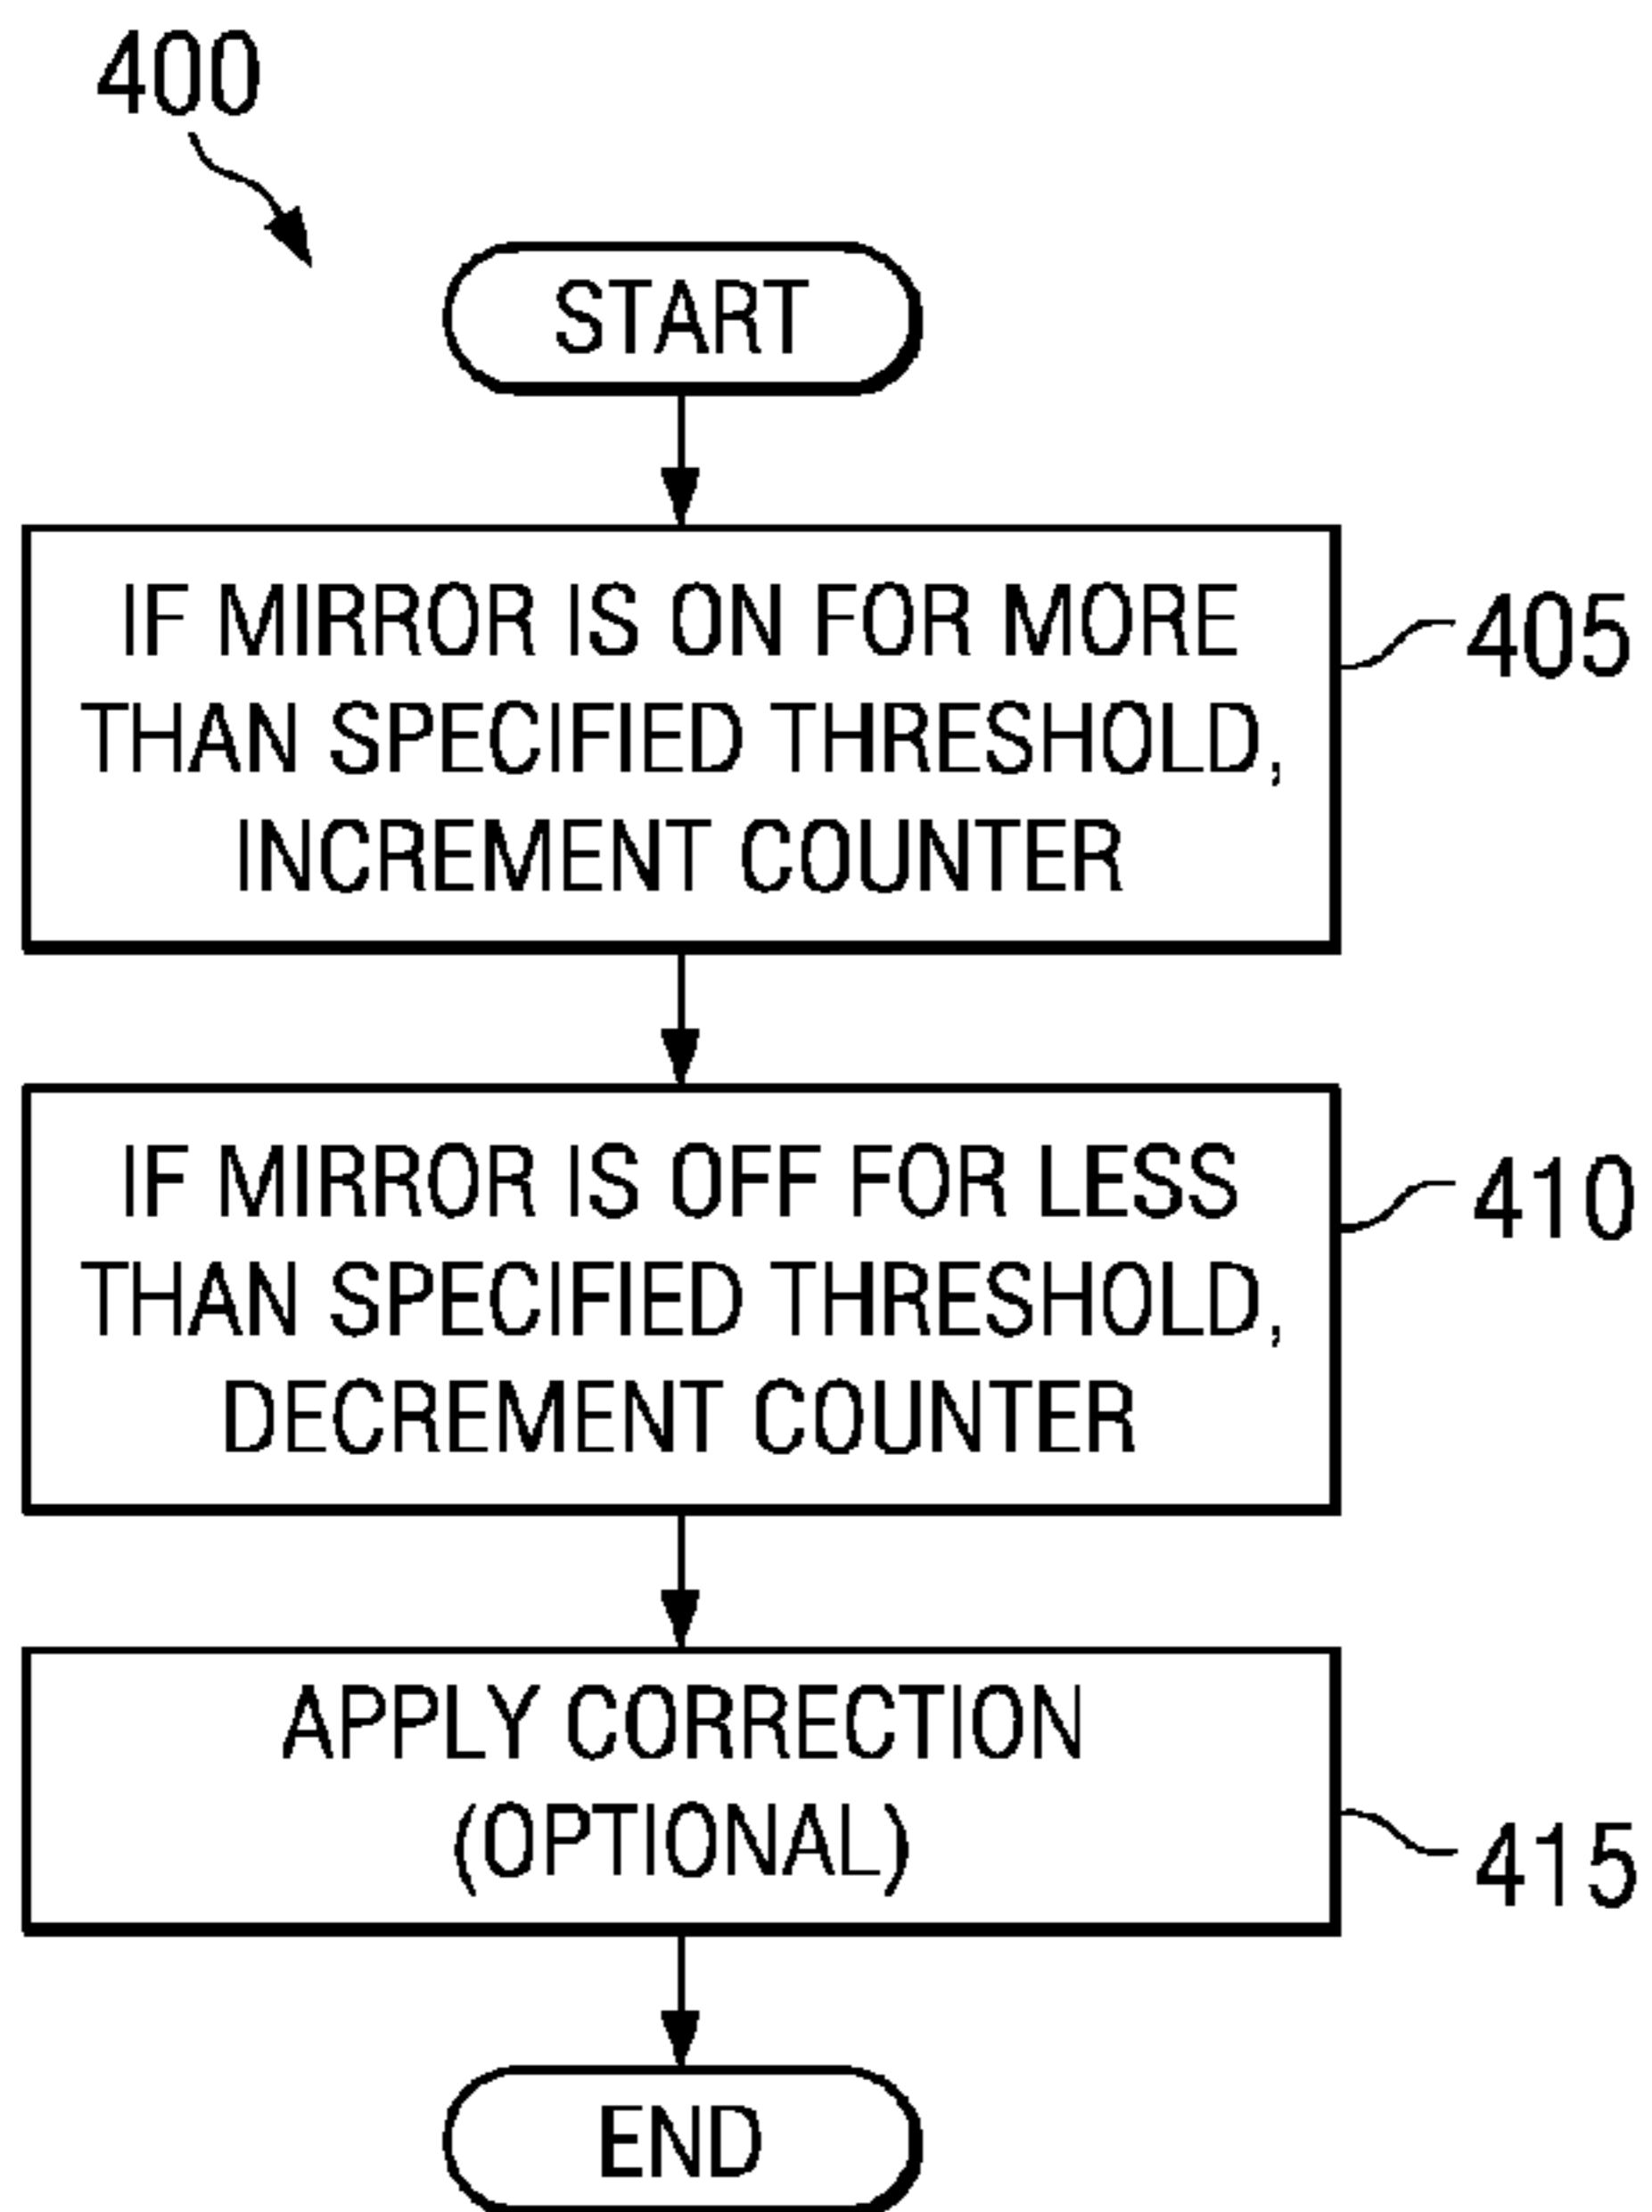 400
START
IF MIRROR IS ON FOR MORE
THAN SPECIFIED THRESHOLD,
INCREMENT COUNTER
405
IF MIRROR IS OFF FOR LESS
THAN SPECIFIED THRESHOLD,
DECREMENT COUNTER
410
APPLY CORRECTION
(OPTIONAL)
415
END